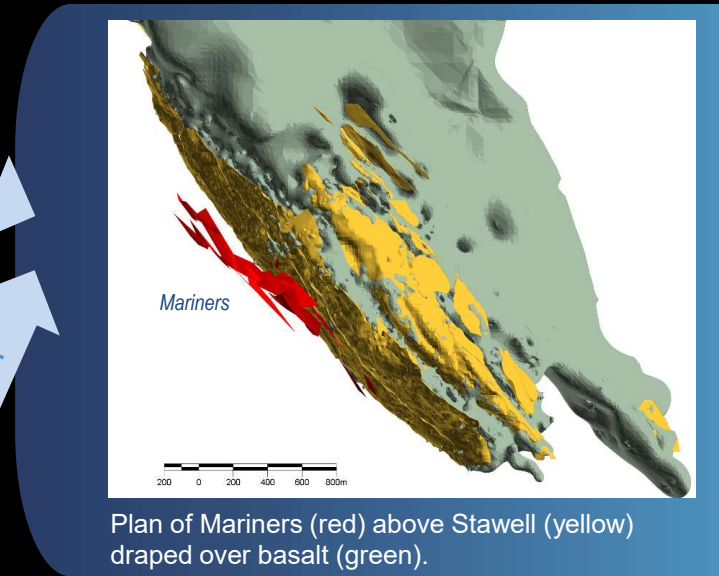 Mariners
200 0 200 400 600 800m
Plan of Mariners (red) above Stawell (yellow)
draped over basalt (green).